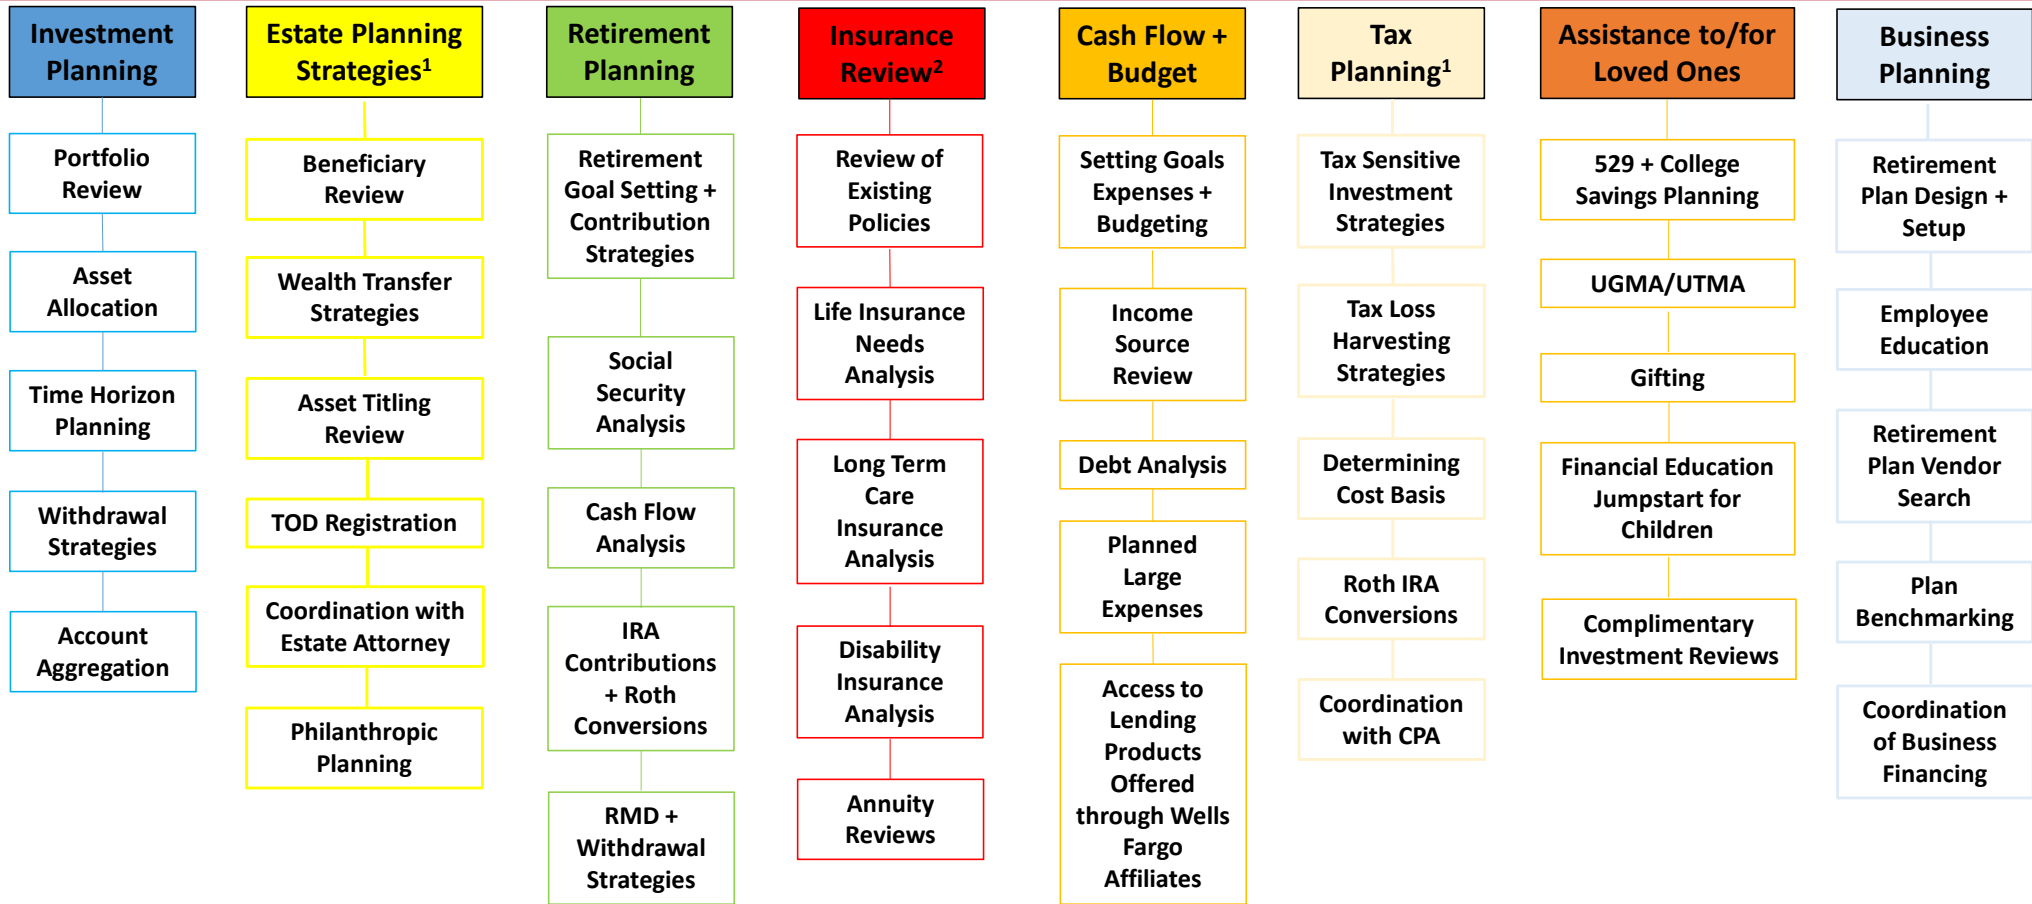 Investment
Planning
Portfolio
Review
Asset
Allocation
Time Horizon
Planning
Withdrawal
Strategies
Account
Aggregation
Estate Planning
Strategies¹
Beneficiary
Review
Wealth Transfer
Strategies
Asset Titling
Review
TOD Registration
Coordination with
Estate Attorney
Philanthropic
Planning
Retirement
Planning
Retirement
Goal Setting +
Contribution
Strategies
Social
Security
Analysis
Cash Flow
Analysis
IRA
Contributions
+ Roth
Conversions
RMD +
Withdrawal
Strategies
Insurance
Review²
Review of
Existing
Policies
Life Insurance
Needs
Analysis
Long Term
Care
Insurance
Analysis
Disability
Insurance
Analysis
Annuity
Reviews
Cash Flow +
Budget
Setting Goals
Expenses +
Budgeting
Income
Source
Review
Debt Analysis
Planned
Large
Expenses
Access to
Lending
Products
Offered
through Wells
Fargo
Affiliates
Tax
Planning¹
Tax Sensitive
Investment
Strategies
Tax Loss
Harvesting
Strategies
Determining
Cost Basis
Roth IRA
Conversions
Coordination
with CPA
Assistance to/for
Loved Ones
529 + College
Savings Planning
UGMA/UTMA
Gifting
Financial Education
Jumpstart for
Children
Complimentary
Investment Reviews
Business
Planning
Retirement
Plan Design +
Setup
Employee
Education
Retirement
Plan Vendor
Search
Plan
Benchmarking
Coordination
of Business
Financing